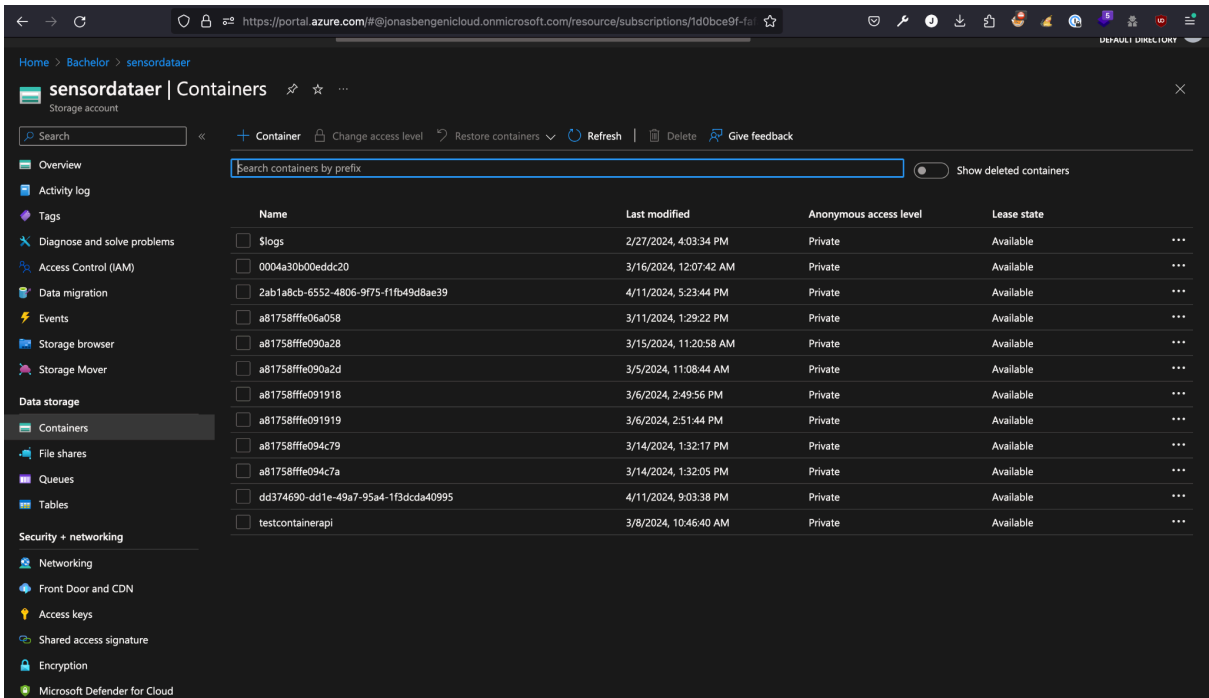 https://portal.azure.com/#@jonasbengenicloud.onmicrosoft.com/resource/subscriptions/1d0bce9f-fa
DEFAULT DIRECTORY
Home > Bachelor > sensordataer
sensordataer | Containers
Storage account
Search
Container Change access level Restore containers Refresh Delete Give feedback
Search containers by prefix
Show deleted containers
Overview
Activity log
Tags
Diagnose and solve problems
Access Control (IAM)
Data migration
Events
Storage browser
Storage Mover
Data storage
Containers
File shares
Queues
Tables
Security + networking
Networking
Front Door and CDN
Access keys
Shared access signature
Encryption
Microsoft Defender for Cloud
Name Last modified Anonymous access level Lease state
$logs 2/27/2024, 4:03:34 PM Private Available
0004a30b00eddc20 3/16/2024, 12:07:42 AM Private Available
2ab1a8cb-6552-4806-9f75-f1fb49d8ae39 4/11/2024, 5:23:44 PM Private Available
a81758fffe06a058 3/11/2024, 1:29:22 PM Private Available
a81758fffe090a28 3/15/2024, 11:20:58 AM Private Available
a81758fffe090a2d 3/5/2024, 11:08:44 AM Private Available
a81758fffe091918 3/6/2024, 2:49:56 PM Private Available
a81758fffe091919 3/6/2024, 2:51:44 PM Private Available
a81758fffe094c79 3/14/2024, 1:32:17 PM Private Available
a81758fffe094c7a 3/14/2024, 1:32:05 PM Private Available
dd374690-dd1e-49a7-95a4-1f3dcda40995 4/11/2024, 9:03:38 PM Private Available
testcontainerapi 3/8/2024, 10:46:40 AM Private Available